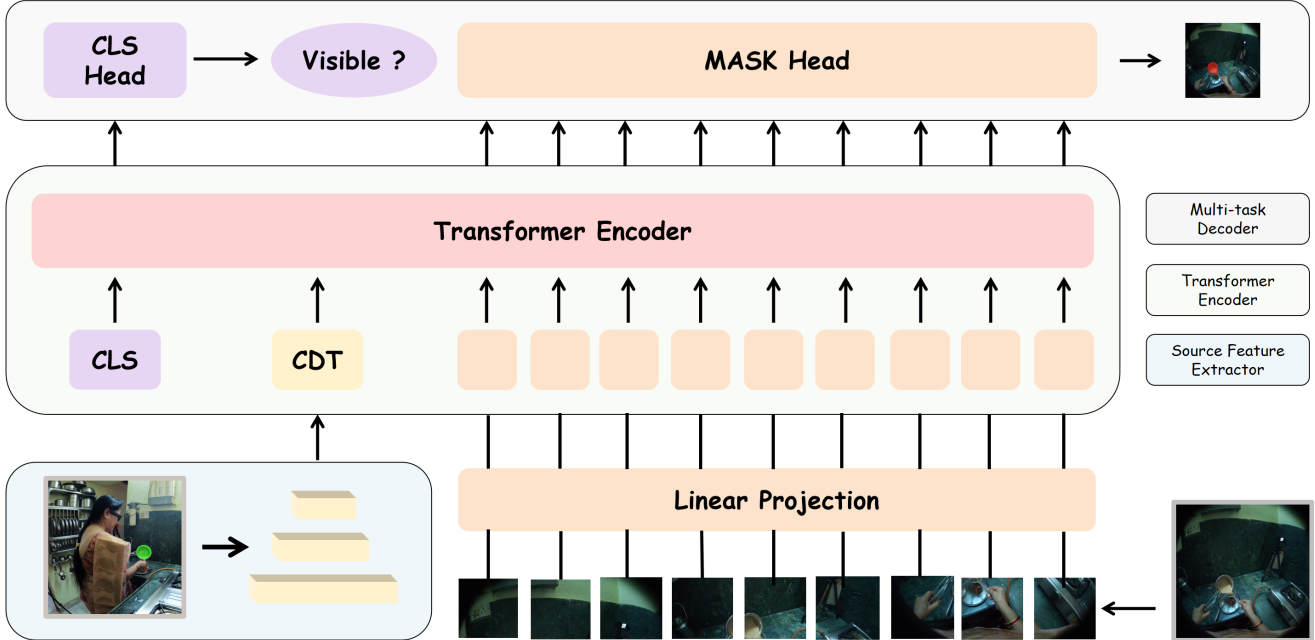 CLS
Head
Visible ?
MASK Head
Transformer Encoder
Multi-task
Decoder
Transformer
Encoder
Source Feature
Extractor
CLS
CDT
Linear Projection